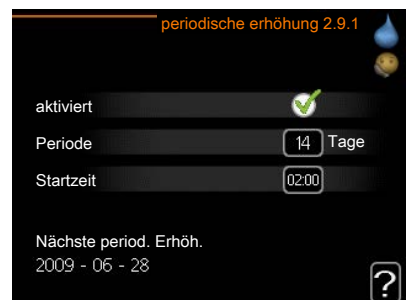 periodische erhöhung 2.9.1
aktiviert
Periode 14 Tage
Startzeit 02:00
Nächste period. Erhöh.
2009 - 06 - 28
?